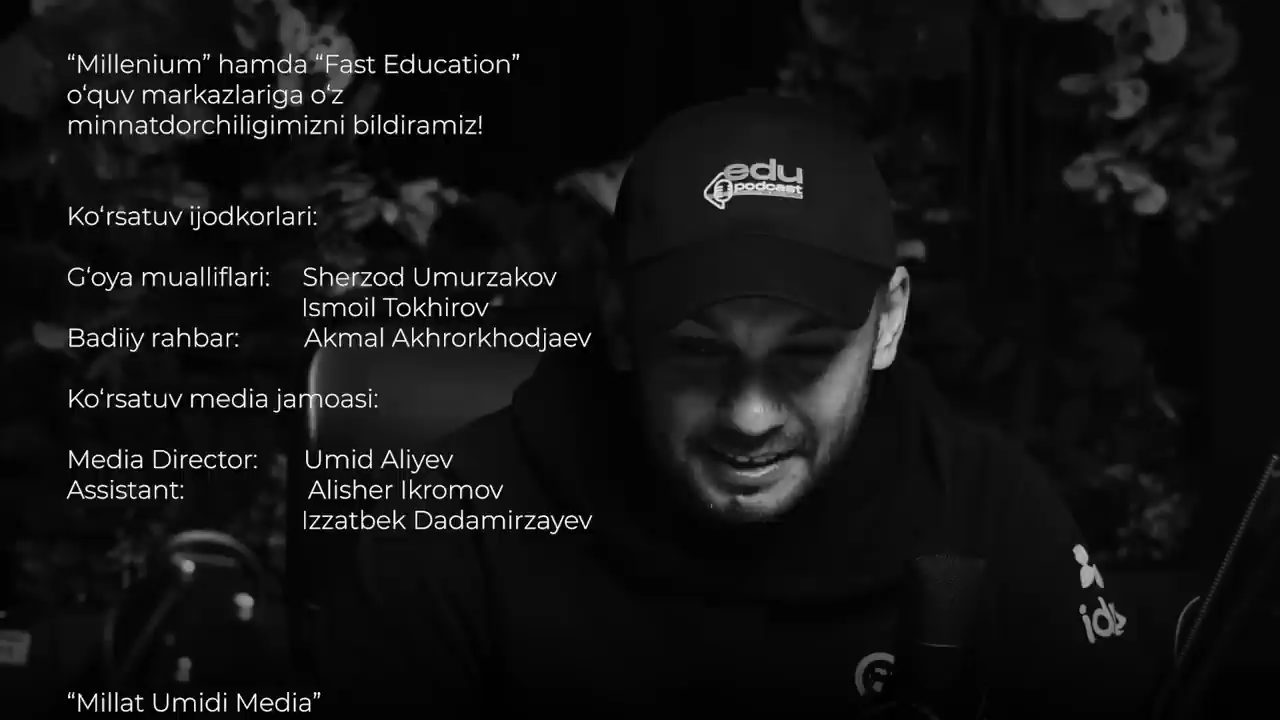 “Millenium” hamda “Fast Education”
o‘quv markazlariga o‘z
minnatdorchiligimizni bildiramiz!
Ko‘rsatuv ijodkorlari:
G‘oya mualliflari: Sherzod Umurzakov
Ismoil Tokhirov
Badiiy rahbar: Akmal Akhrorkhodjaev
Ko‘rsatuv media jamoasi:
Media Director: Umid Aliyev
Assistant: Alisher Ikromov
Izzatbek Dadamirzayev
“Millat Umidi Media”
edu
podcast